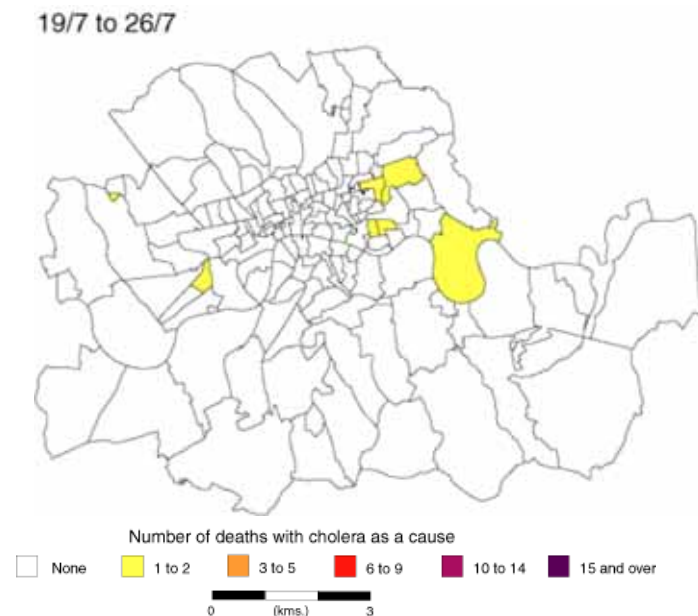 19/7 to 26/7
Number of deaths with cholera as a cause
None 1 to 2 3 to 5 6 to 9 10 to 14 15 and over
0 (kms.) 3